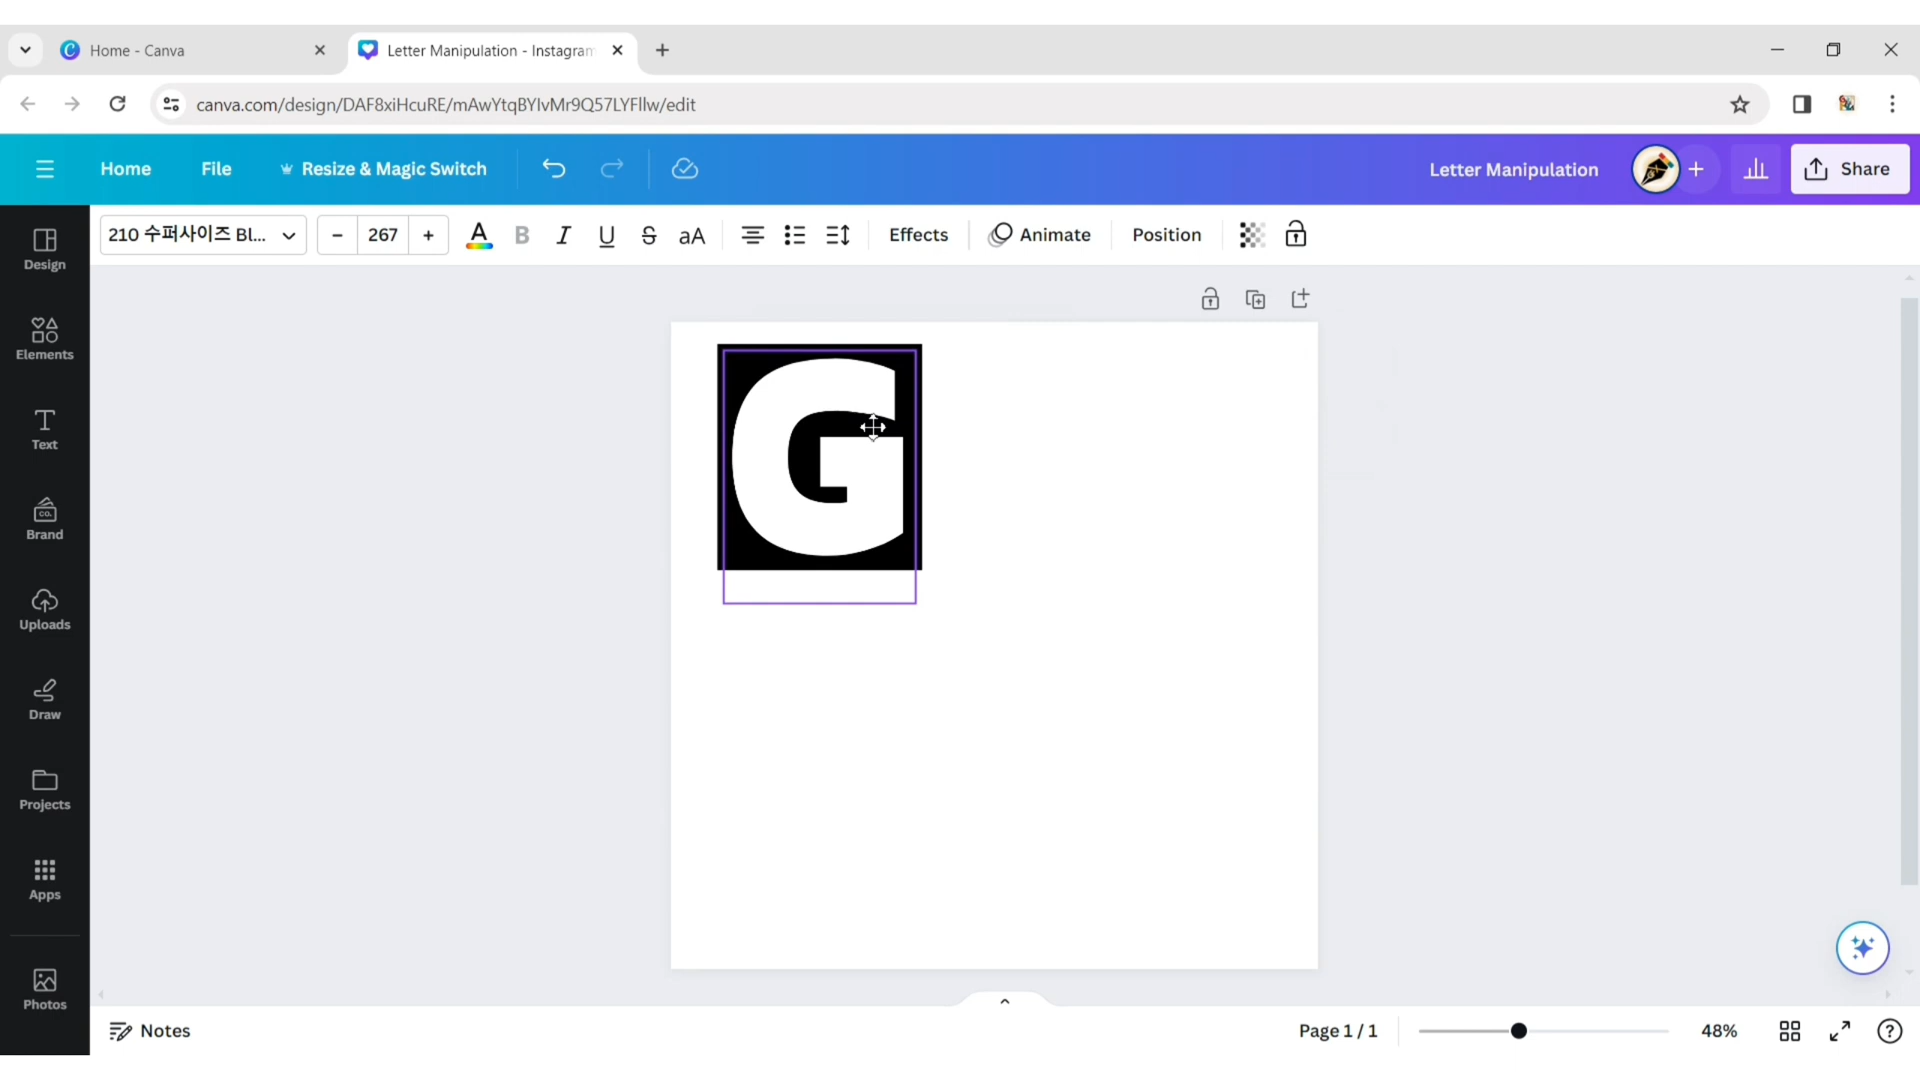 Home - Canva
Letter Manipulation - Instagram
canva.com/design/DAF8xiHcuRE/mAwYtqBYIvMr9Q57LYFllw/edit
Home File Resize & Magic Switch Letter Manipulation Share
210 수퍼사이즈 Bl... - 267 + A B I U S aA Effects Animate Position
Design
Elements
Text
CO.
Brand
Uploads
Draw
Projects
Apps
Photos
G
Notes Page 1 / 1 48%